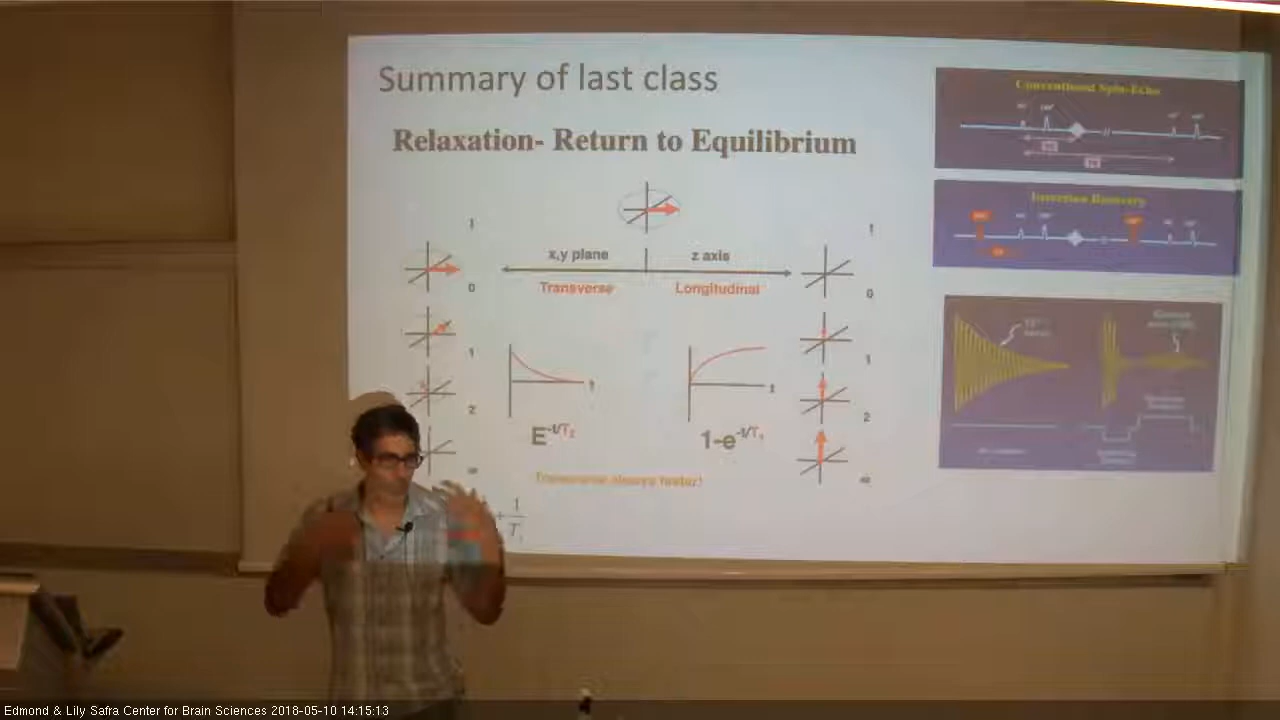 Summary of last class
Relaxation- Return to Equilibrium
Conventional Spin-Echo
Inversion Recovery
x,y plane
z axis
Transverse
Longitudinal
1
0
1
2
∞
1
0
1
2
∞
t
t
E-t/T2
1-e-t/T1
Transverse always faster!
+ 1
Edmond & Lily Safra Center for Brain Sciences 2018-05-10 14:15:13